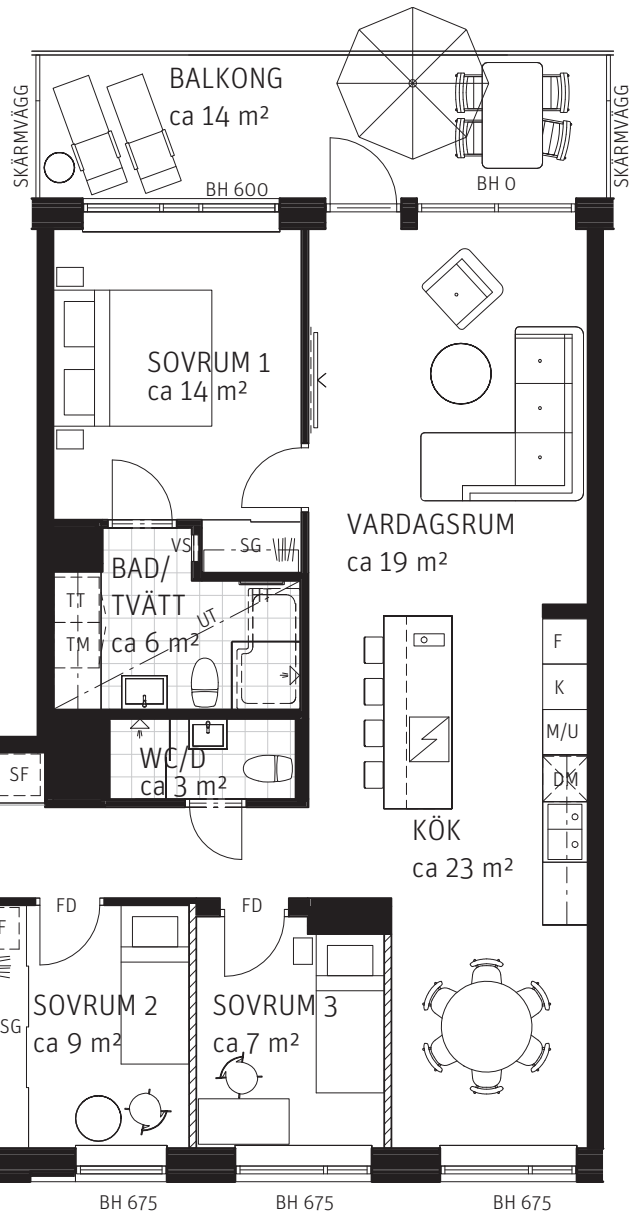 BALKONG
ca 14 m²
SKÄRMVÄGG
SKÄRMVÄGG
BH 600
BH 0
SOVRUM 1
ca 14 m²
VARDAGSRUM
ca 19 m²
VS
SG
BAD/
TVÄTT
ca 6 m²
TT
TM
UT
F
K
M/U
DM
SF
WC/D
ca 3 m²
KÖK
ca 23 m²
FD
FD
F
SG
SOVRUM 2
ca 9 m²
SOVRUM 3
ca 7 m²
BH 675
BH 675
BH 675